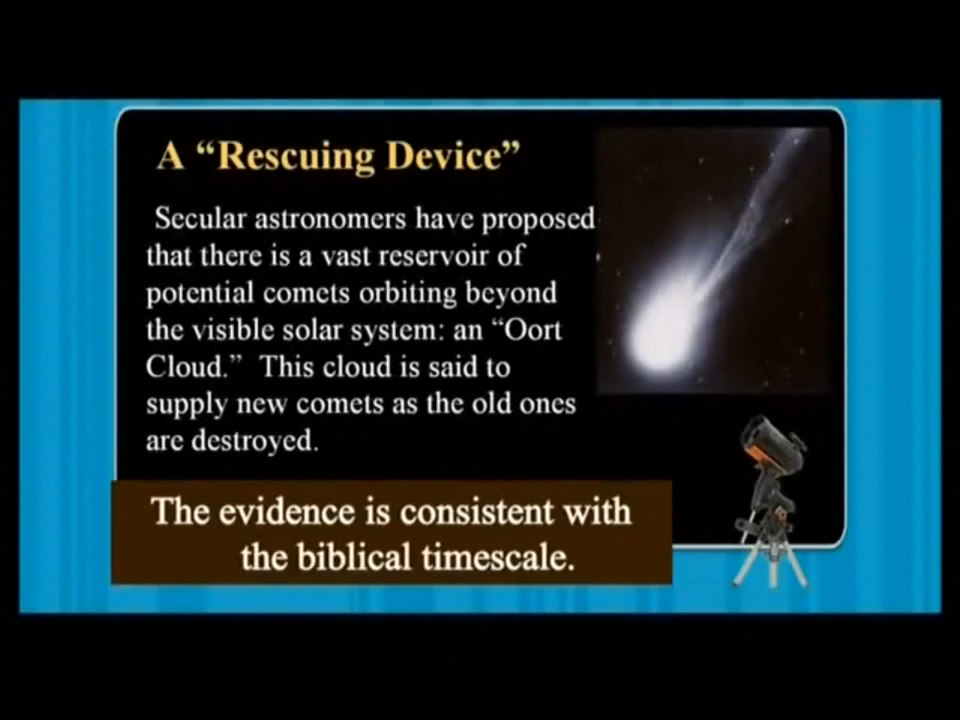 A “Rescuing Device”
Secular astronomers have proposed
that there is a vast reservoir of
potential comets orbiting beyond
the visible solar system: an “Oort
Cloud.” This cloud is said to
supply new comets as the old ones
are destroyed.
The evidence is consistent with
the biblical timescale.